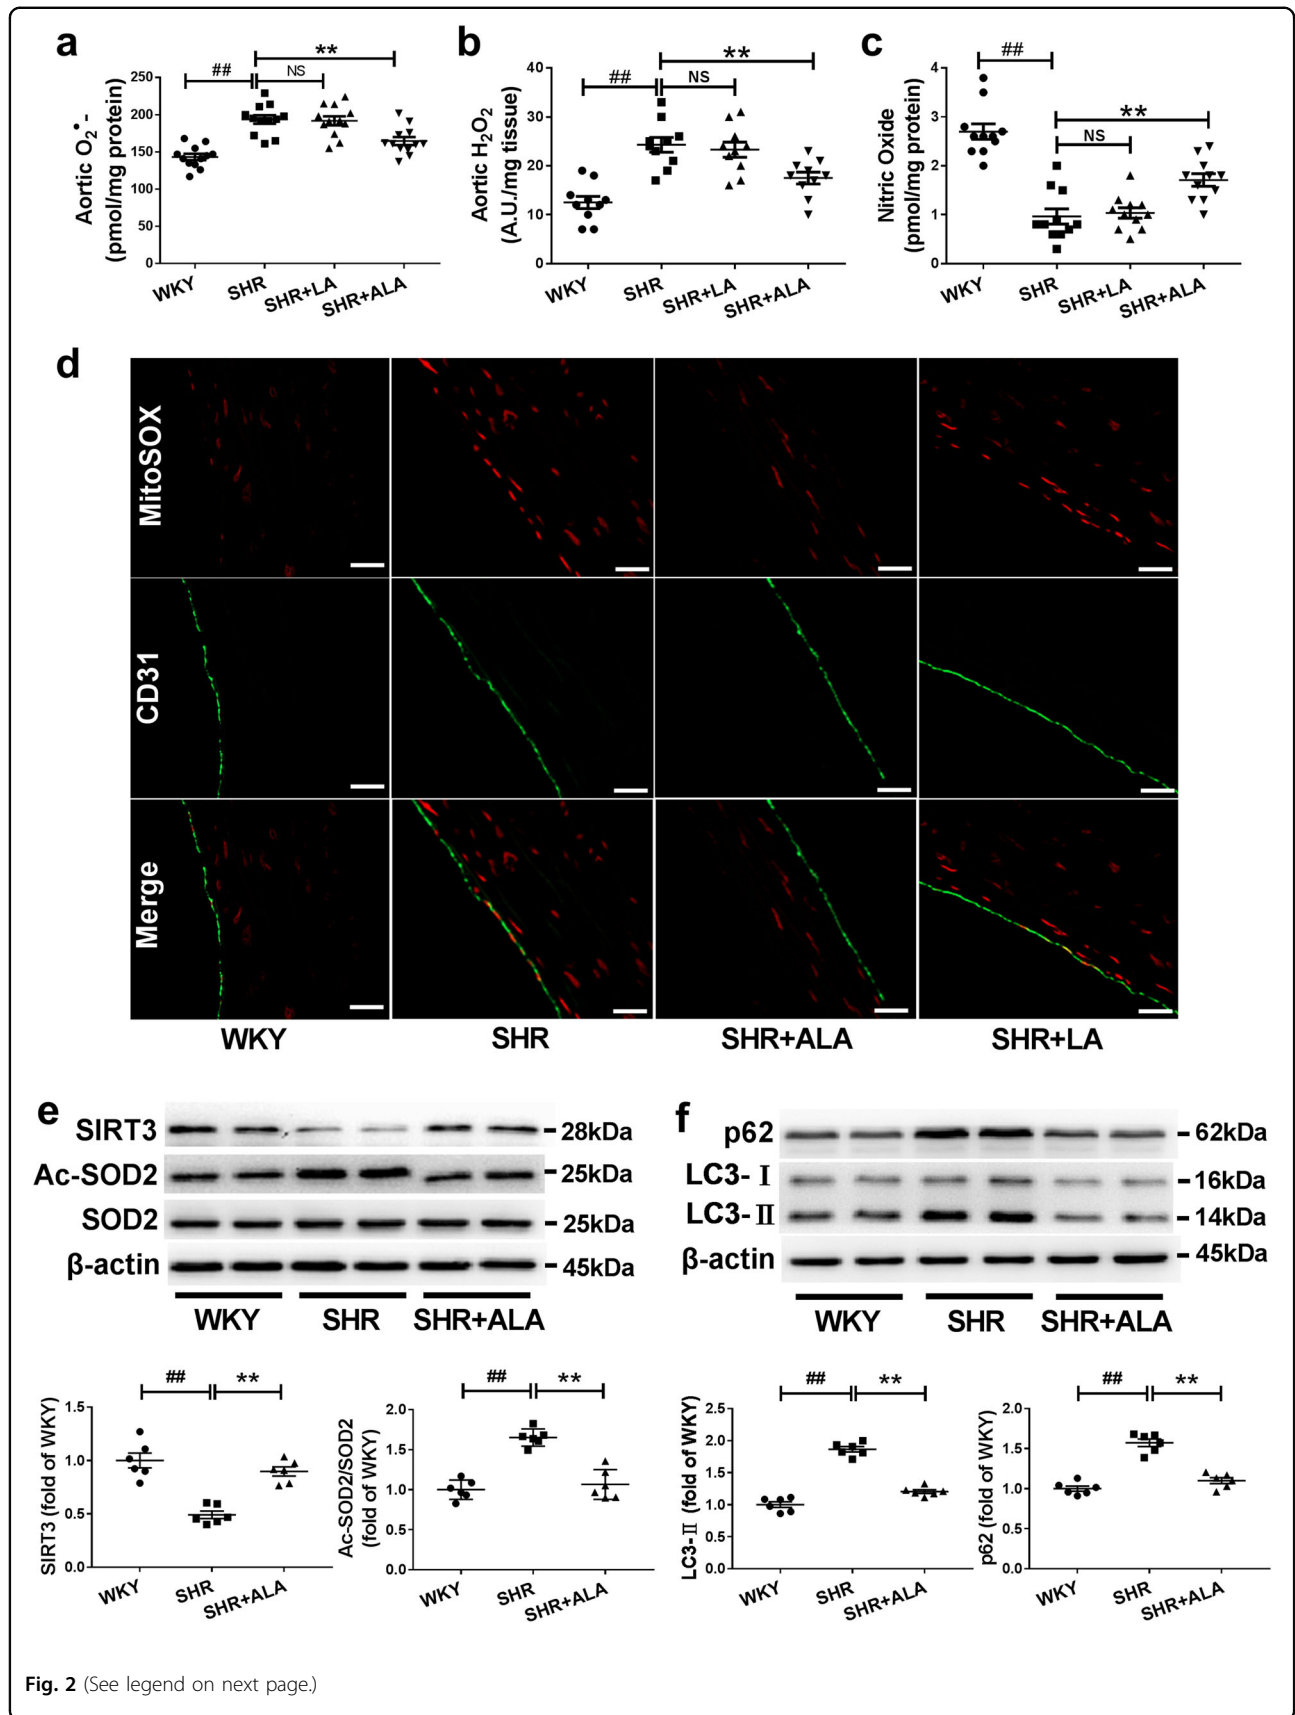 a
##
NS
**
Aortic O2•−
(pmol/mg protein)
250
200
150
100
50
0
WKY
SHR
SHR+LA
SHR+ALA
b
##
NS
**
Aortic H2O2
(A.U./mg tissue)
40
30
20
10
0
WKY
SHR
SHR+LA
SHR+ALA
c
##
**
NS
Nitric Oxide
(pmol/mg protein)
4
3
2
1
0
WKY
SHR
SHR+LA
SHR+ALA
d
MitoSOX
CD31
Merge
WKY
SHR
SHR+ALA
SHR+LA
e
SIRT3
28kDa
Ac-SOD2
25kDa
SOD2
25kDa
β-actin
45kDa
WKY
SHR
SHR+ALA
f
p62
62kDa
LC3-Ⅰ
16kDa
LC3-Ⅱ
14kDa
β-actin
45kDa
WKY
SHR
SHR+ALA
##
**
SIRT3 (fold of WKY)
1.5
1.0
0.5
0.0
WKY
SHR
SHR+ALA
##
**
Ac-SOD2/SOD2
(fold of WKY)
2.0
1.5
1.0
0.5
0.0
WKY
SHR
SHR+ALA
##
**
LC3-Ⅱ (fold of WKY)
2.5
2.0
1.5
1.0
0.5
0.0
WKY
SHR
SHR+ALA
##
**
p62 (fold of WKY)
2.0
1.5
1.0
0.5
0.0
WKY
SHR
SHR+ALA
Fig. 2 (See legend on next page.)